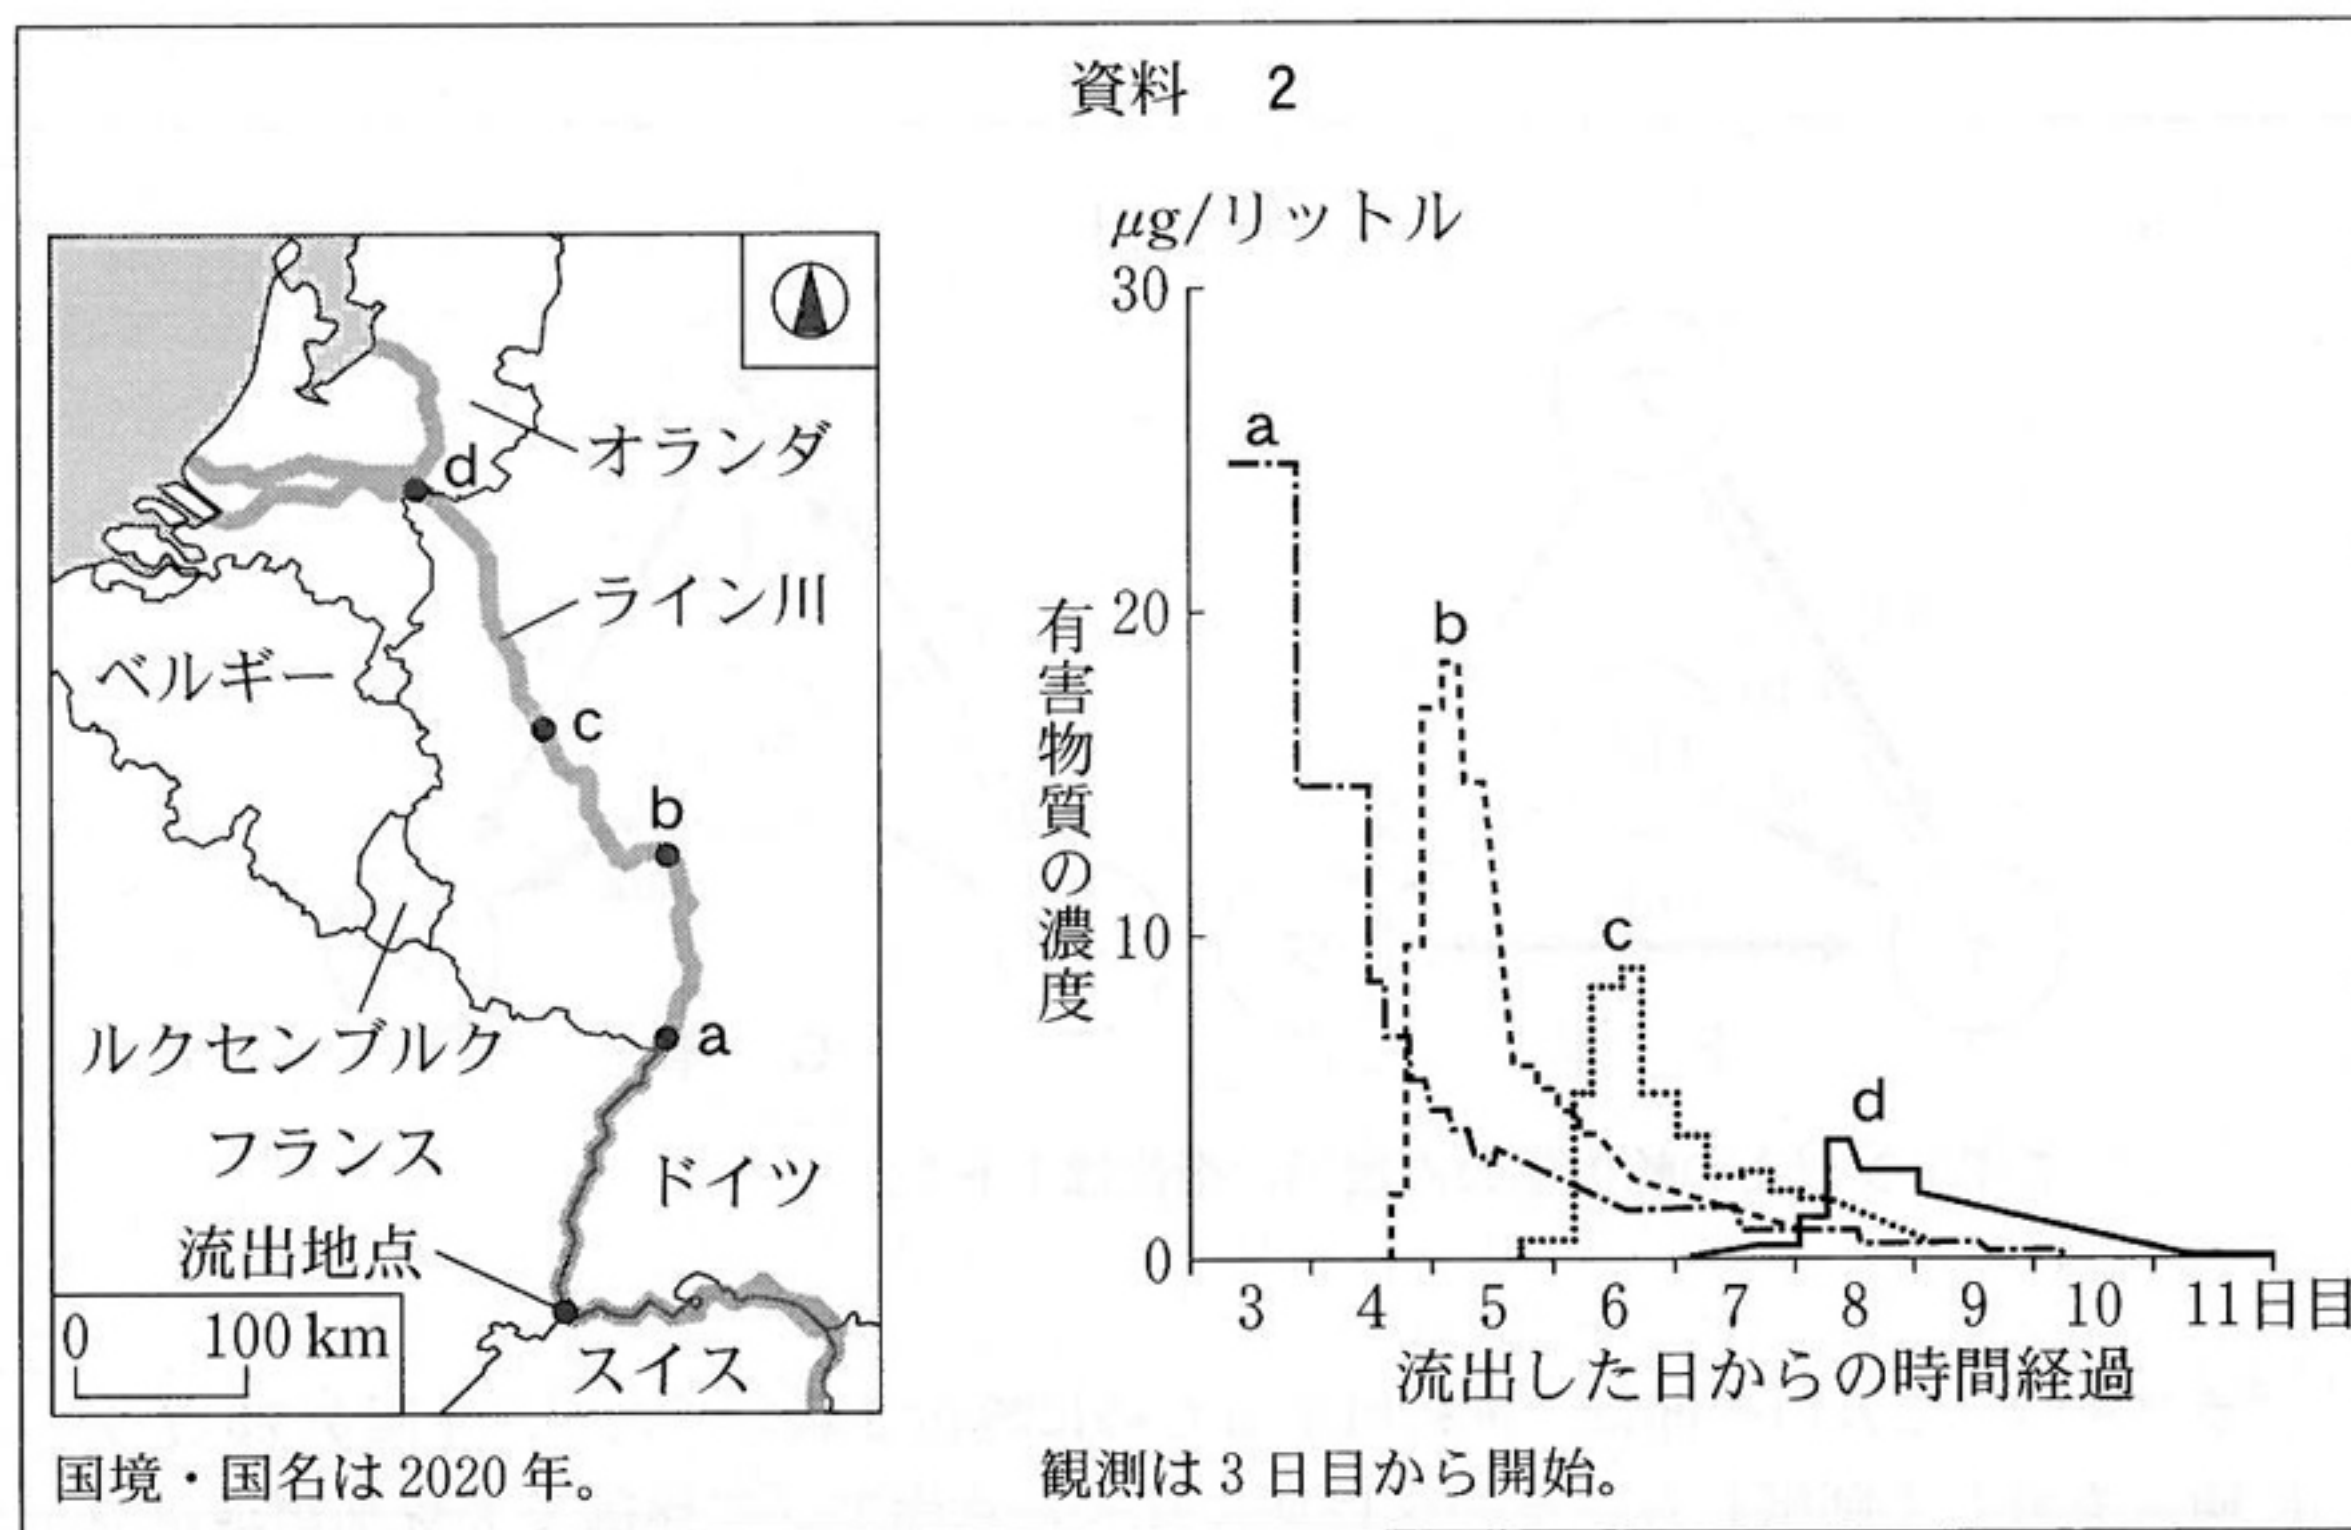 資料 2
オランダ
d
ライン川
ベルギー
c
b
a
ルクセンブルク
フランス
ドイツ
流出地点
スイス
0 100 km
国境・国名は 2020 年。
μg/リットル
30
20
10
0
有害物質の濃度
a
b
c
d
3 4 5 6 7 8 9 10 11日目
流出した日からの時間経過
観測は 3 日目から開始。